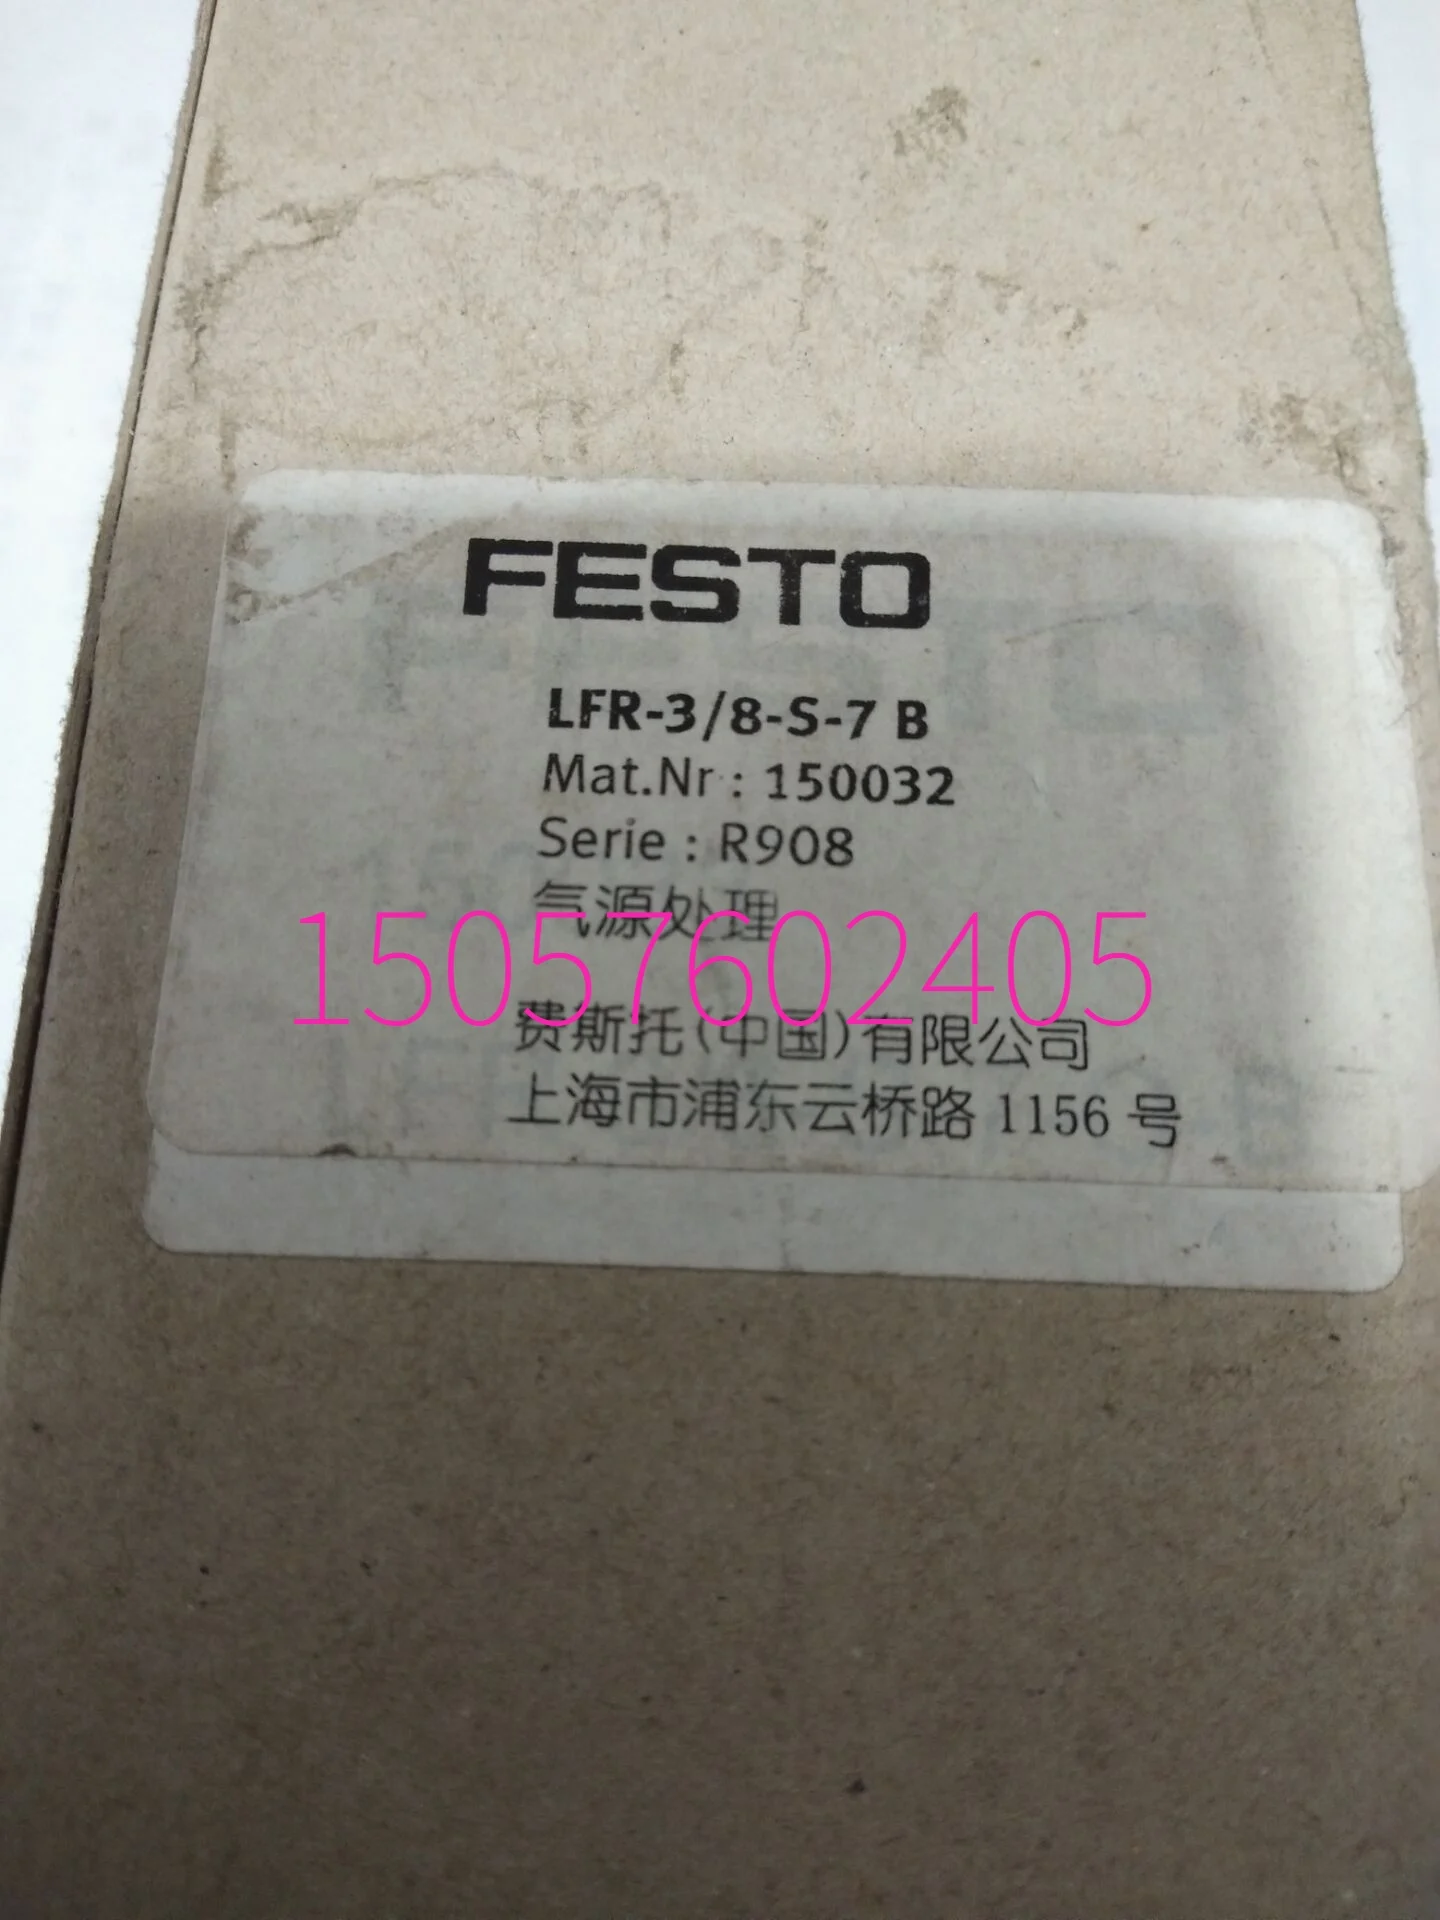 FESTO
LFR-3/8-S-7 B
Mat.Nr : 150032
Serie : R908
气源处理
15057602405
费斯托(中国)有限公司
上海市浦东云桥路 1156 号